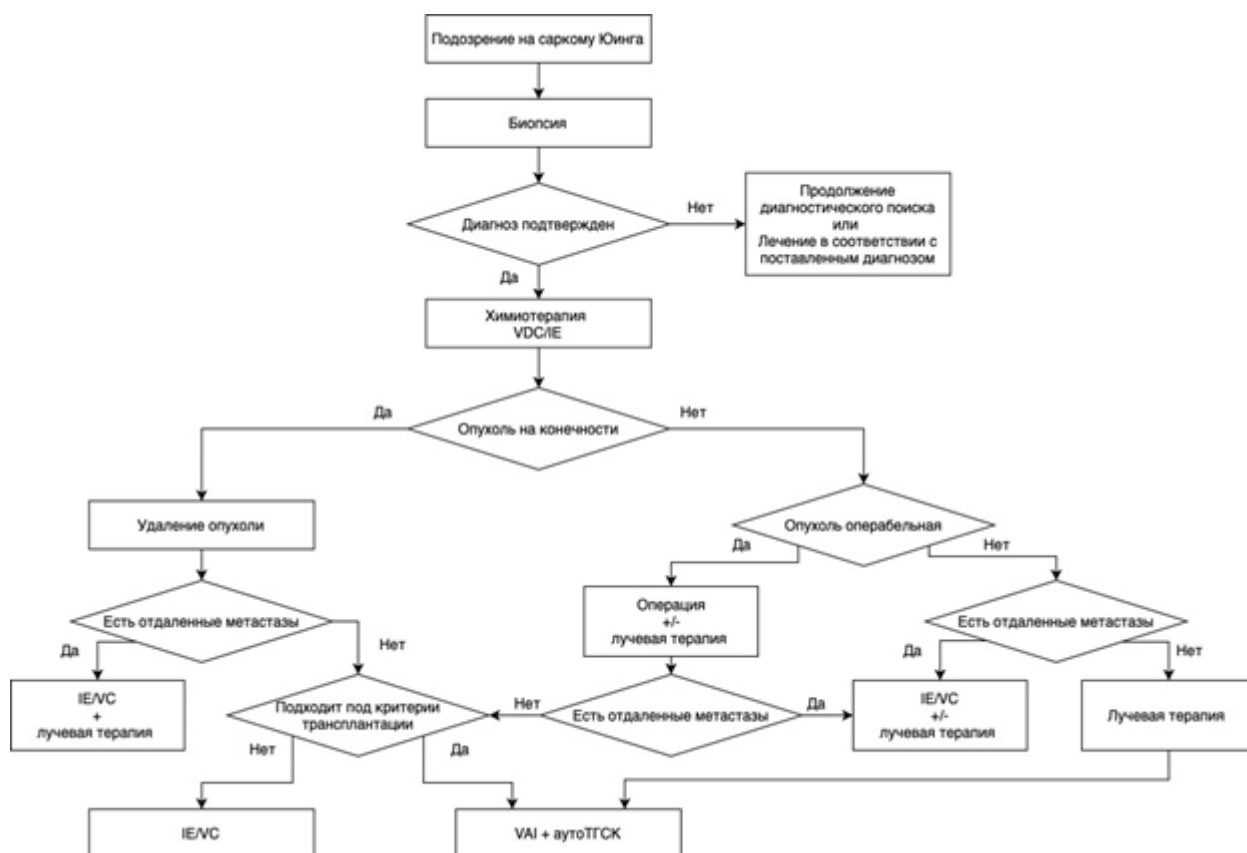 Подозрение на саркому Юинга
Биопсия
Диагноз подтвержден
Нет
Продолжение
диагностического поиска
или
Лечение в соответствии с
поставленным диагнозом
Да
Химиотерапия
VDC/IE
Да
Опухоль на конечности
Нет
Удаление опухоли
Опухоль операбельная
Да
Нет
Есть отдаленные метастазы
Операция
+/-
лучевая терапия
Есть отдаленные метастазы
Да
Нет
Да
Нет
IE/VC
+
лучевая терапия
Подходит под критерии
трансплантации
Нет
Есть отдаленные метастазы
Да
IE/VC
+/-
лучевая терапия
Лучевая терапия
Нет
Да
IE/VC
VAI + аутоТГСК